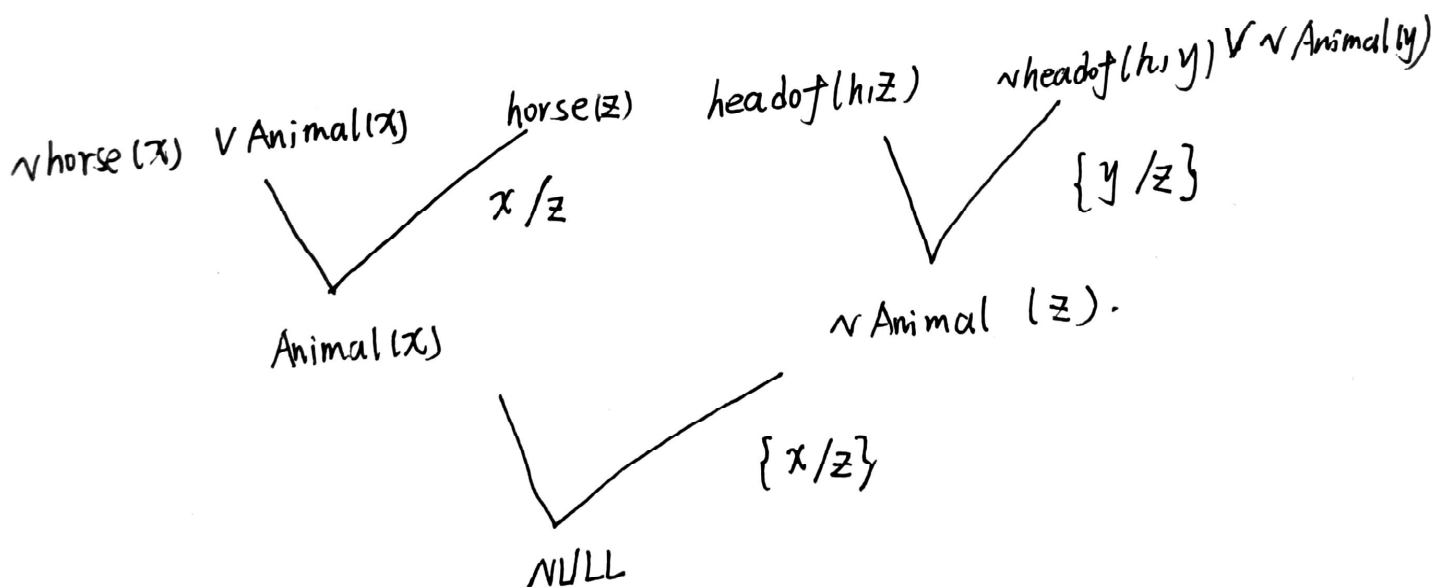 ~horse(x) V Animal(x) horse(z) headof(h,z) ~headof(h,y) V ~Animal(y)
x/z {y/z}
Animal(x) ~Animal (z).
{x/z}
NULL